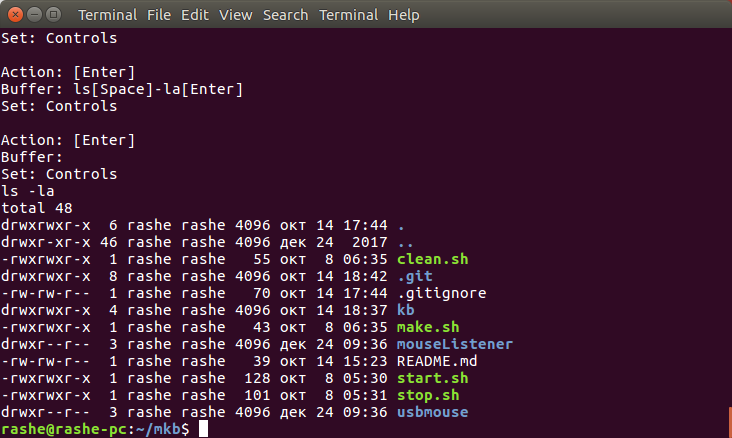 Terminal File Edit View Search Terminal Help
Set: Controls
Action: [Enter]
Buffer: ls[Space]-la[Enter]
Set: Controls
Action: [Enter]
Buffer:
Set: Controls
ls -la
total 48
drwxrwxr-x  6 rashe rashe 4096 окт 14 17:44 .
drwxr-xr-x 46 rashe rashe 4096 дек 24  2017 ..
-rwxrwxr-x  1 rashe rashe   55 окт  8 06:35 clean.sh
drwxrwxr-x  8 rashe rashe 4096 окт 14 18:42 .git
-rw-rw-r--  1 rashe rashe   70 окт 14 17:44 .gitignore
drwxrwxr-x  4 rashe rashe 4096 окт 14 18:37 kb
-rwxrwxr-x  1 rashe rashe   43 окт  8 06:35 make.sh
drwxr--r--  3 rashe rashe 4096 дек 24 09:36 mouseListener
-rw-rw-r--  1 rashe rashe   39 окт 14 15:23 README.md
-rwxrwxr-x  1 rashe rashe  128 окт  8 05:30 start.sh
-rwxrwxr-x  1 rashe rashe  101 окт  8 05:31 stop.sh
drwxr--r--  3 rashe rashe 4096 дек 24 09:36 usbmouse
rashe@rashe-pc:~/mkb$